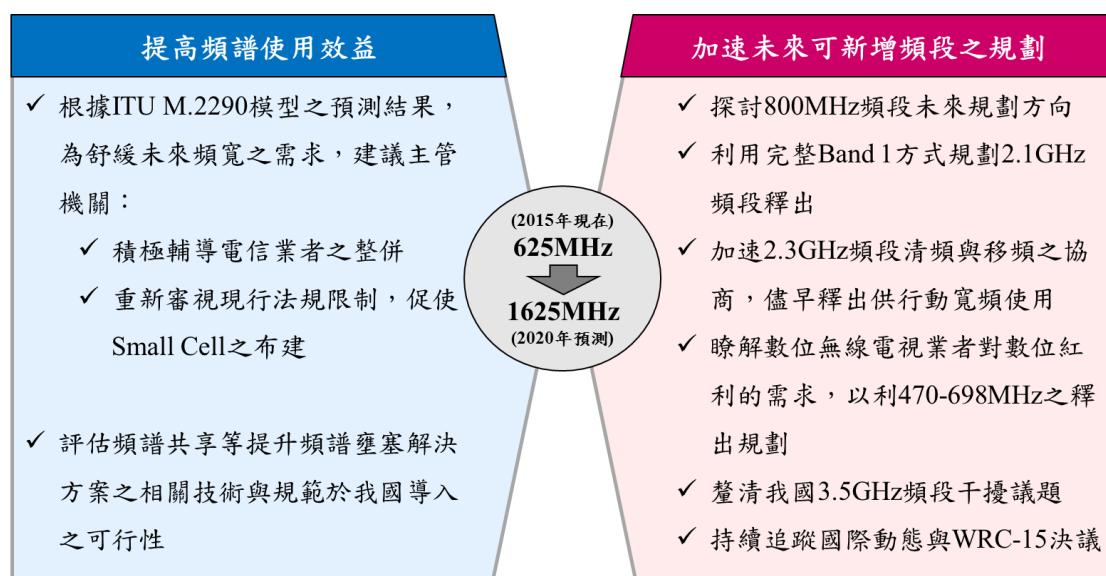 提高頻譜使用效益
✓ 根據ITU M.2290模型之預測結果，
為舒緩未來頻寬之需求，建議主管
機關：
✓ 積極輔導電信業者之整併
✓ 重新審視現行法規限制，促使
Small Cell之布建
✓ 評估頻譜共享等提升頻譜壅塞解決
方案之相關技術與規範於我國導入
之可行性
(2015年現在)
625MHz
1625MHz
(2020年預測)
加速未來可新增頻段之規劃
✓ 探討800MHz頻段未來規劃方向
✓ 利用完整Band 1方式規劃2.1GHz
頻段釋出
✓ 加速2.3GHz頻段清頻與移頻之協
商，儘早釋出供行動寬頻使用
✓ 瞭解數位無線電視業者對數位紅
利的需求，以利470-698MHz之釋
出規劃
✓ 釐清我國3.5GHz頻段干擾議題
✓ 持續追蹤國際動態與WRC-15決議